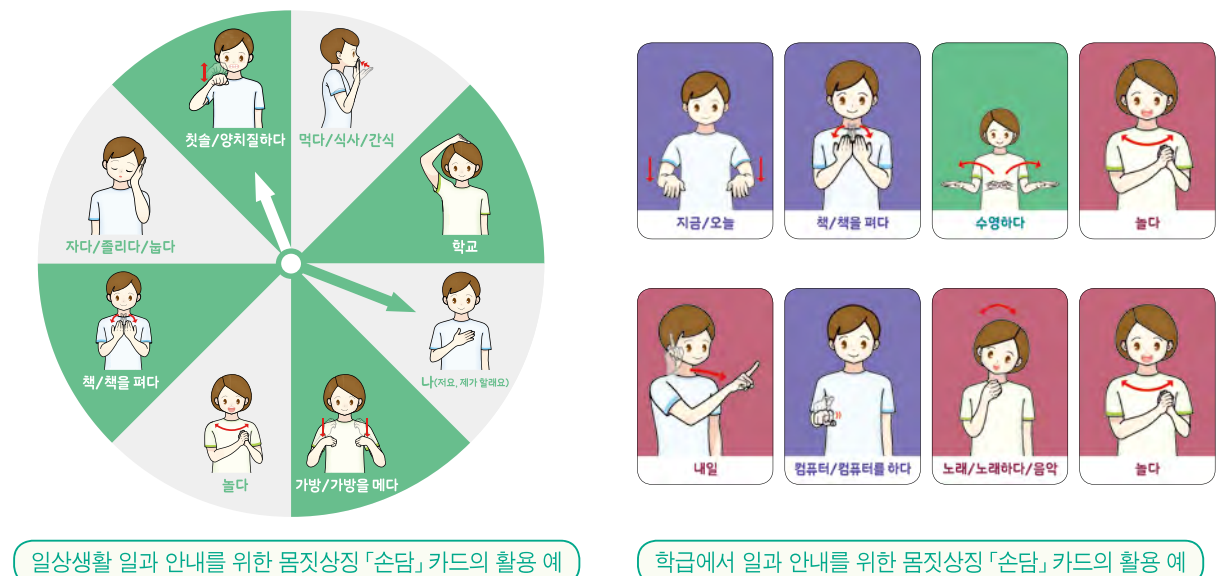 칫솔/양치질하다
먹다/식사/간식
학교
나(저요, 제가 할래요)
가방/가방을 메다
놀다
책/책을 펴다
자다/졸리다/눕다
일상생활 일과 안내를 위한 몸짓상징 「손담」 카드의 활용 예
지금/오늘
책/책을 펴다
수영하다
놀다
내일
컴퓨터/컴퓨터를 하다
노래/노래하다/음악
놀다
학급에서 일과 안내를 위한 몸짓상징 「손담」 카드의 활용 예